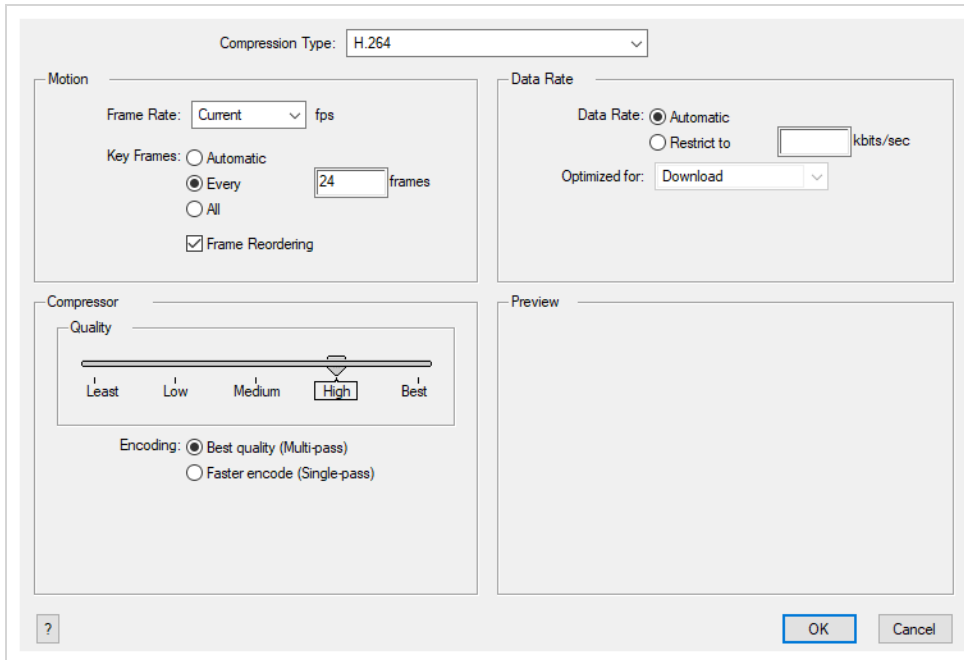 Compression Type: H.264
Motion
Frame Rate: Current fps
Key Frames: Automatic
Every 24 frames
All
Frame Reordering
Data Rate
Data Rate: Automatic
Restrict to kbits/sec
Optimized for: Download
Compressor
Quality
Least Low Medium High Best
Encoding: Best quality (Multi-pass)
Faster encode (Single-pass)
Preview
? OK Cancel